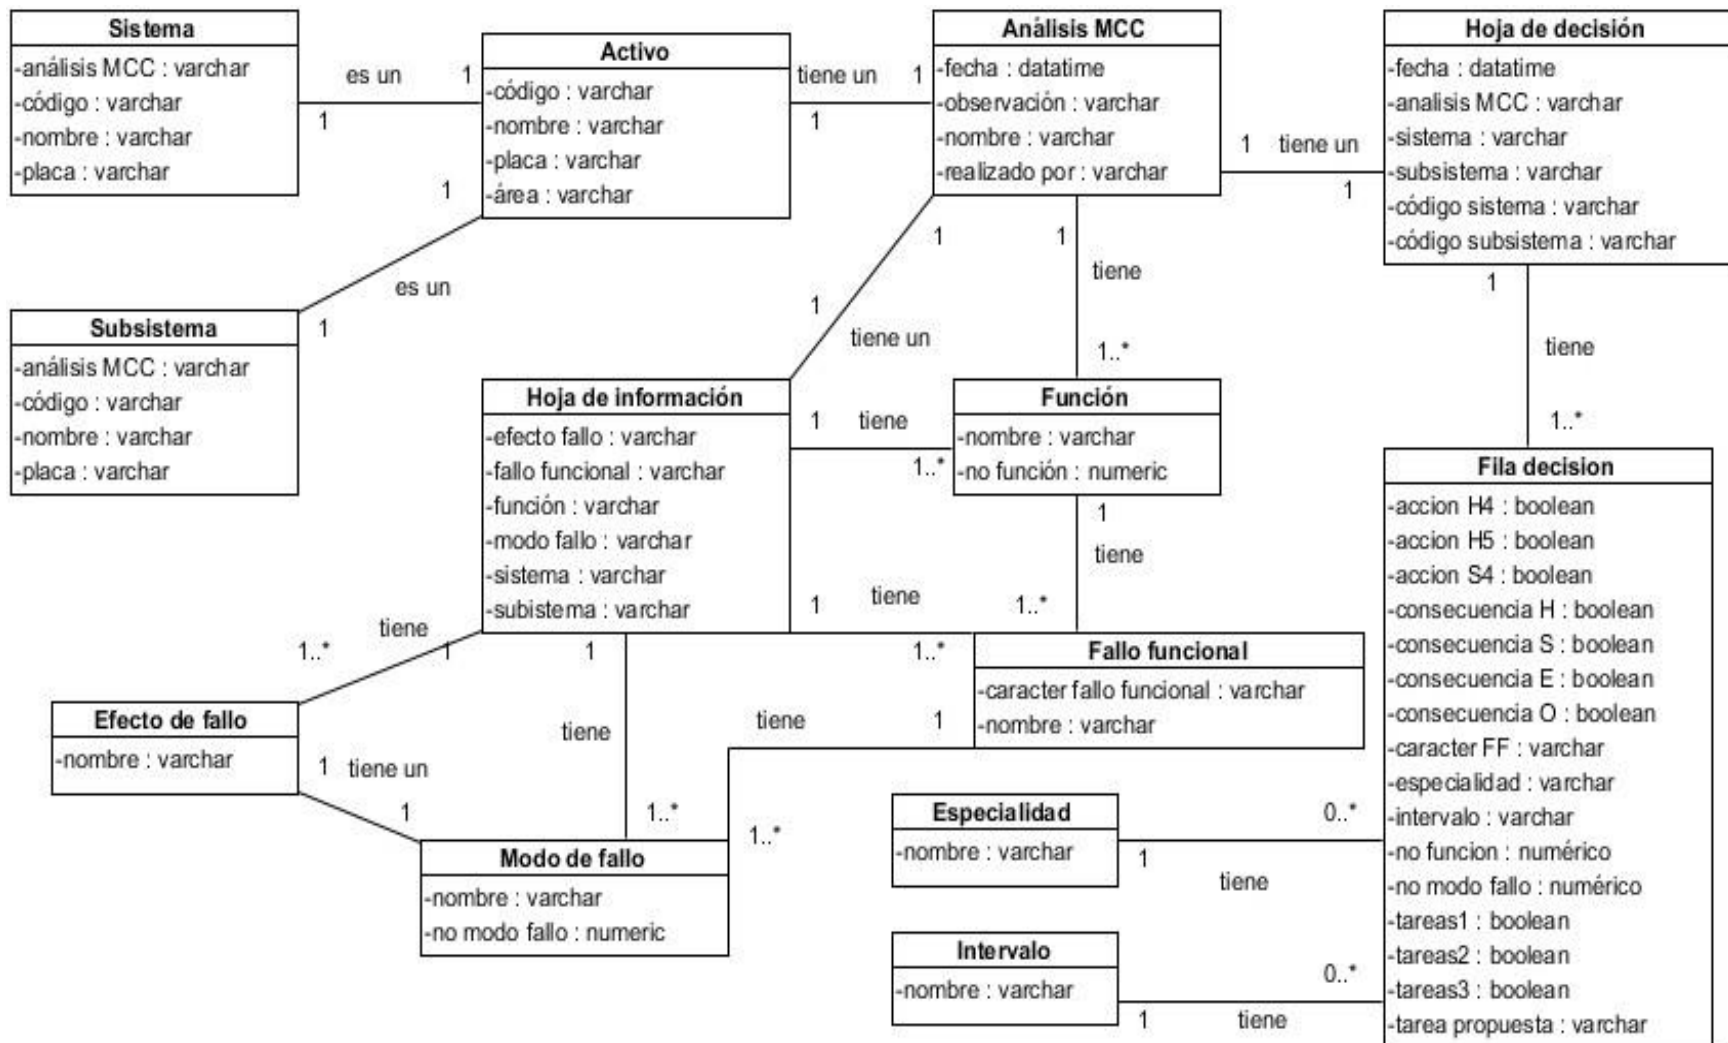 Sistema
-análisis MCC : varchar
-código : varchar
-nombre : varchar
-placa : varchar
es un
1
1
Activo
-código : varchar
-nombre : varchar
-placa : varchar
-área : varchar
tiene un
1
1
Análisis MCC
-fecha : datatime
-observación : varchar
-nombre : varchar
-realizado por : varchar
1
tiene un
1
Hoja de decisión
-fecha : datatime
-analisis MCC : varchar
-sistema : varchar
-subsistema : varchar
-código sistema : varchar
-código subsistema : varchar
1
es un
1
Subsistema
-análisis MCC : varchar
-código : varchar
-nombre : varchar
-placa : varchar
1
1
tiene un
1
tiene
1..*
1
tiene
1..*
Hoja de información
-efecto fallo : varchar
-fallo funcional : varchar
-función : varchar
-modo fallo : varchar
-sistema : varchar
-subistema : varchar
1
tiene
1..*
Función
-nombre : varchar
-no función : numeric
1
tiene
1..*
1
tiene
1..*
Fallo funcional
-caracter fallo funcional : varchar
-nombre : varchar
Fila decision
-accion H4 : boolean
-accion H5 : boolean
-accion S4 : boolean
-consecuencia H : boolean
-consecuencia S : boolean
-consecuencia E : boolean
-consecuencia O : boolean
-caracter FF : varchar
-especialidad : varchar
-intervalo : varchar
-no funcion : numérico
-no modo fallo : numérico
-tareas1 : boolean
-tareas2 : boolean
-tareas3 : boolean
-tarea propuesta : varchar
tiene
1..*
1
Efecto de fallo
-nombre : varchar
1
tiene un
1
1
tiene
1..*
tiene
1
1..*
Modo de fallo
-nombre : varchar
-no modo fallo : numeric
Especialidad
-nombre : varchar
1
tiene
0..*
Intervalo
-nombre : varchar
1
tiene
0..*